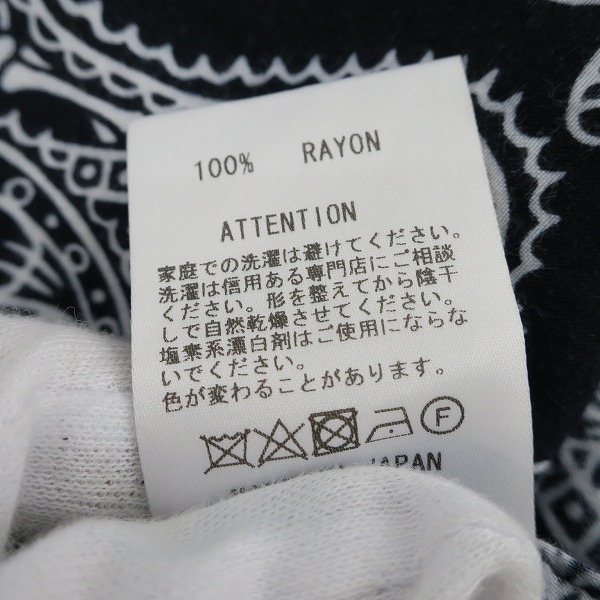 100% RAYON
ATTENTION
家庭での洗濯は避けてください。
洗濯は信用ある専門店にご相談
ください。形を整えてから陰干
しで自然乾燥させてください。
塩素系漂白剤はご使用にならな
いでください。
色が変わることがあります。
F
JAPAN